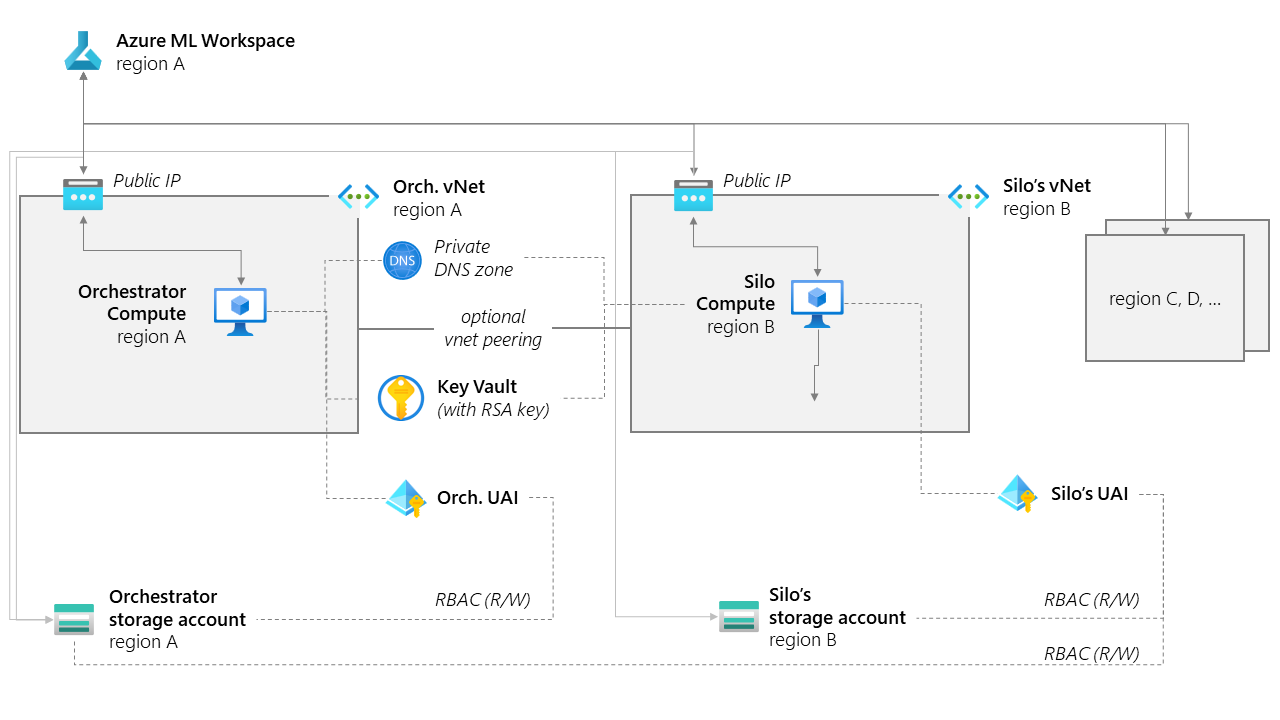 Azure ML Workspace
region A
Public IP
Orch. vNet
region A
Public IP
Silo's vNet
region B
DNS
Private
DNS zone
Orchestrator
Compute
region A
optional
vnet peering
Silo
Compute
region B
region C, D, ...
Key Vault
(with RSA key)
Orch. UAI
Silo's UAI
Orchestrator
storage account
region A
RBAC (R/W)
Silo's
storage account
region B
RBAC (R/W)
RBAC (R/W)